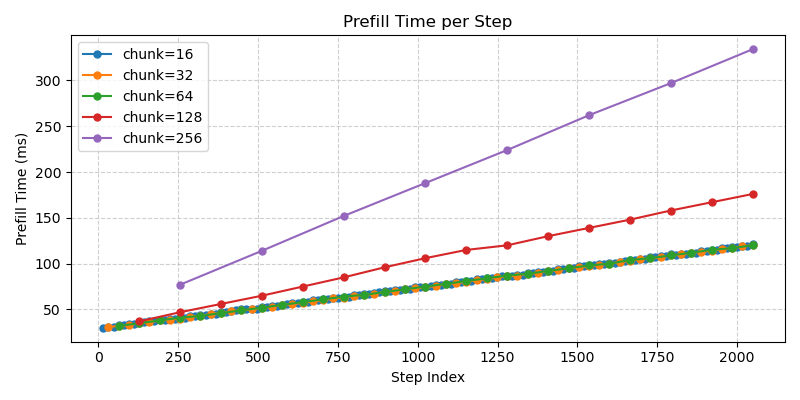 Prefill Time per Step
chunk=16
chunk=32
chunk=64
chunk=128
chunk=256
Prefill Time (ms)
300
250
200
150
100
50
0 250 500 750 1000 1250 1500 1750 2000
Step Index